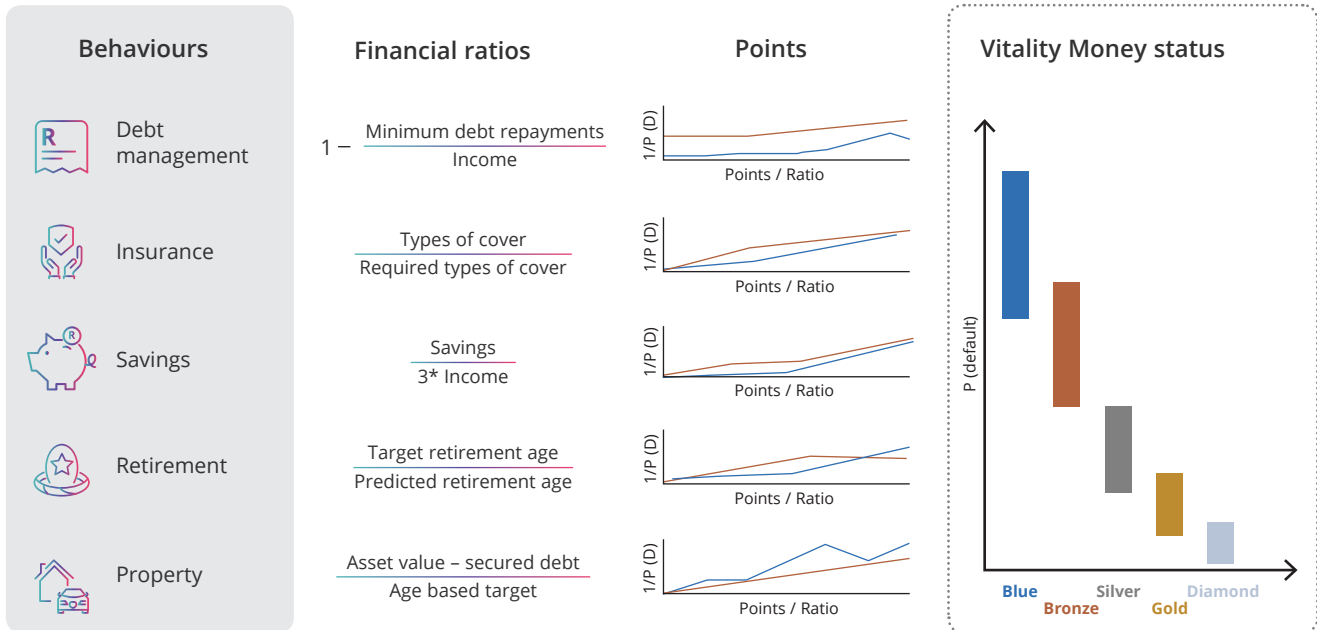 Behaviours
Financial ratios
Points
Vitality Money status
R
Debt
management
1 –
Minimum debt repayments
Income
1/P (D)
Points / Ratio
Insurance
Types of cover
Required types of cover
1/P (D)
Points / Ratio
R
Savings
Savings
3* Income
1/P (D)
Points / Ratio
Retirement
Target retirement age
Predicted retirement age
1/P (D)
Points / Ratio
Property
Asset value – secured debt
Age based target
1/P (D)
Points / Ratio
P (default)
Blue
Bronze
Silver
Gold
Diamond